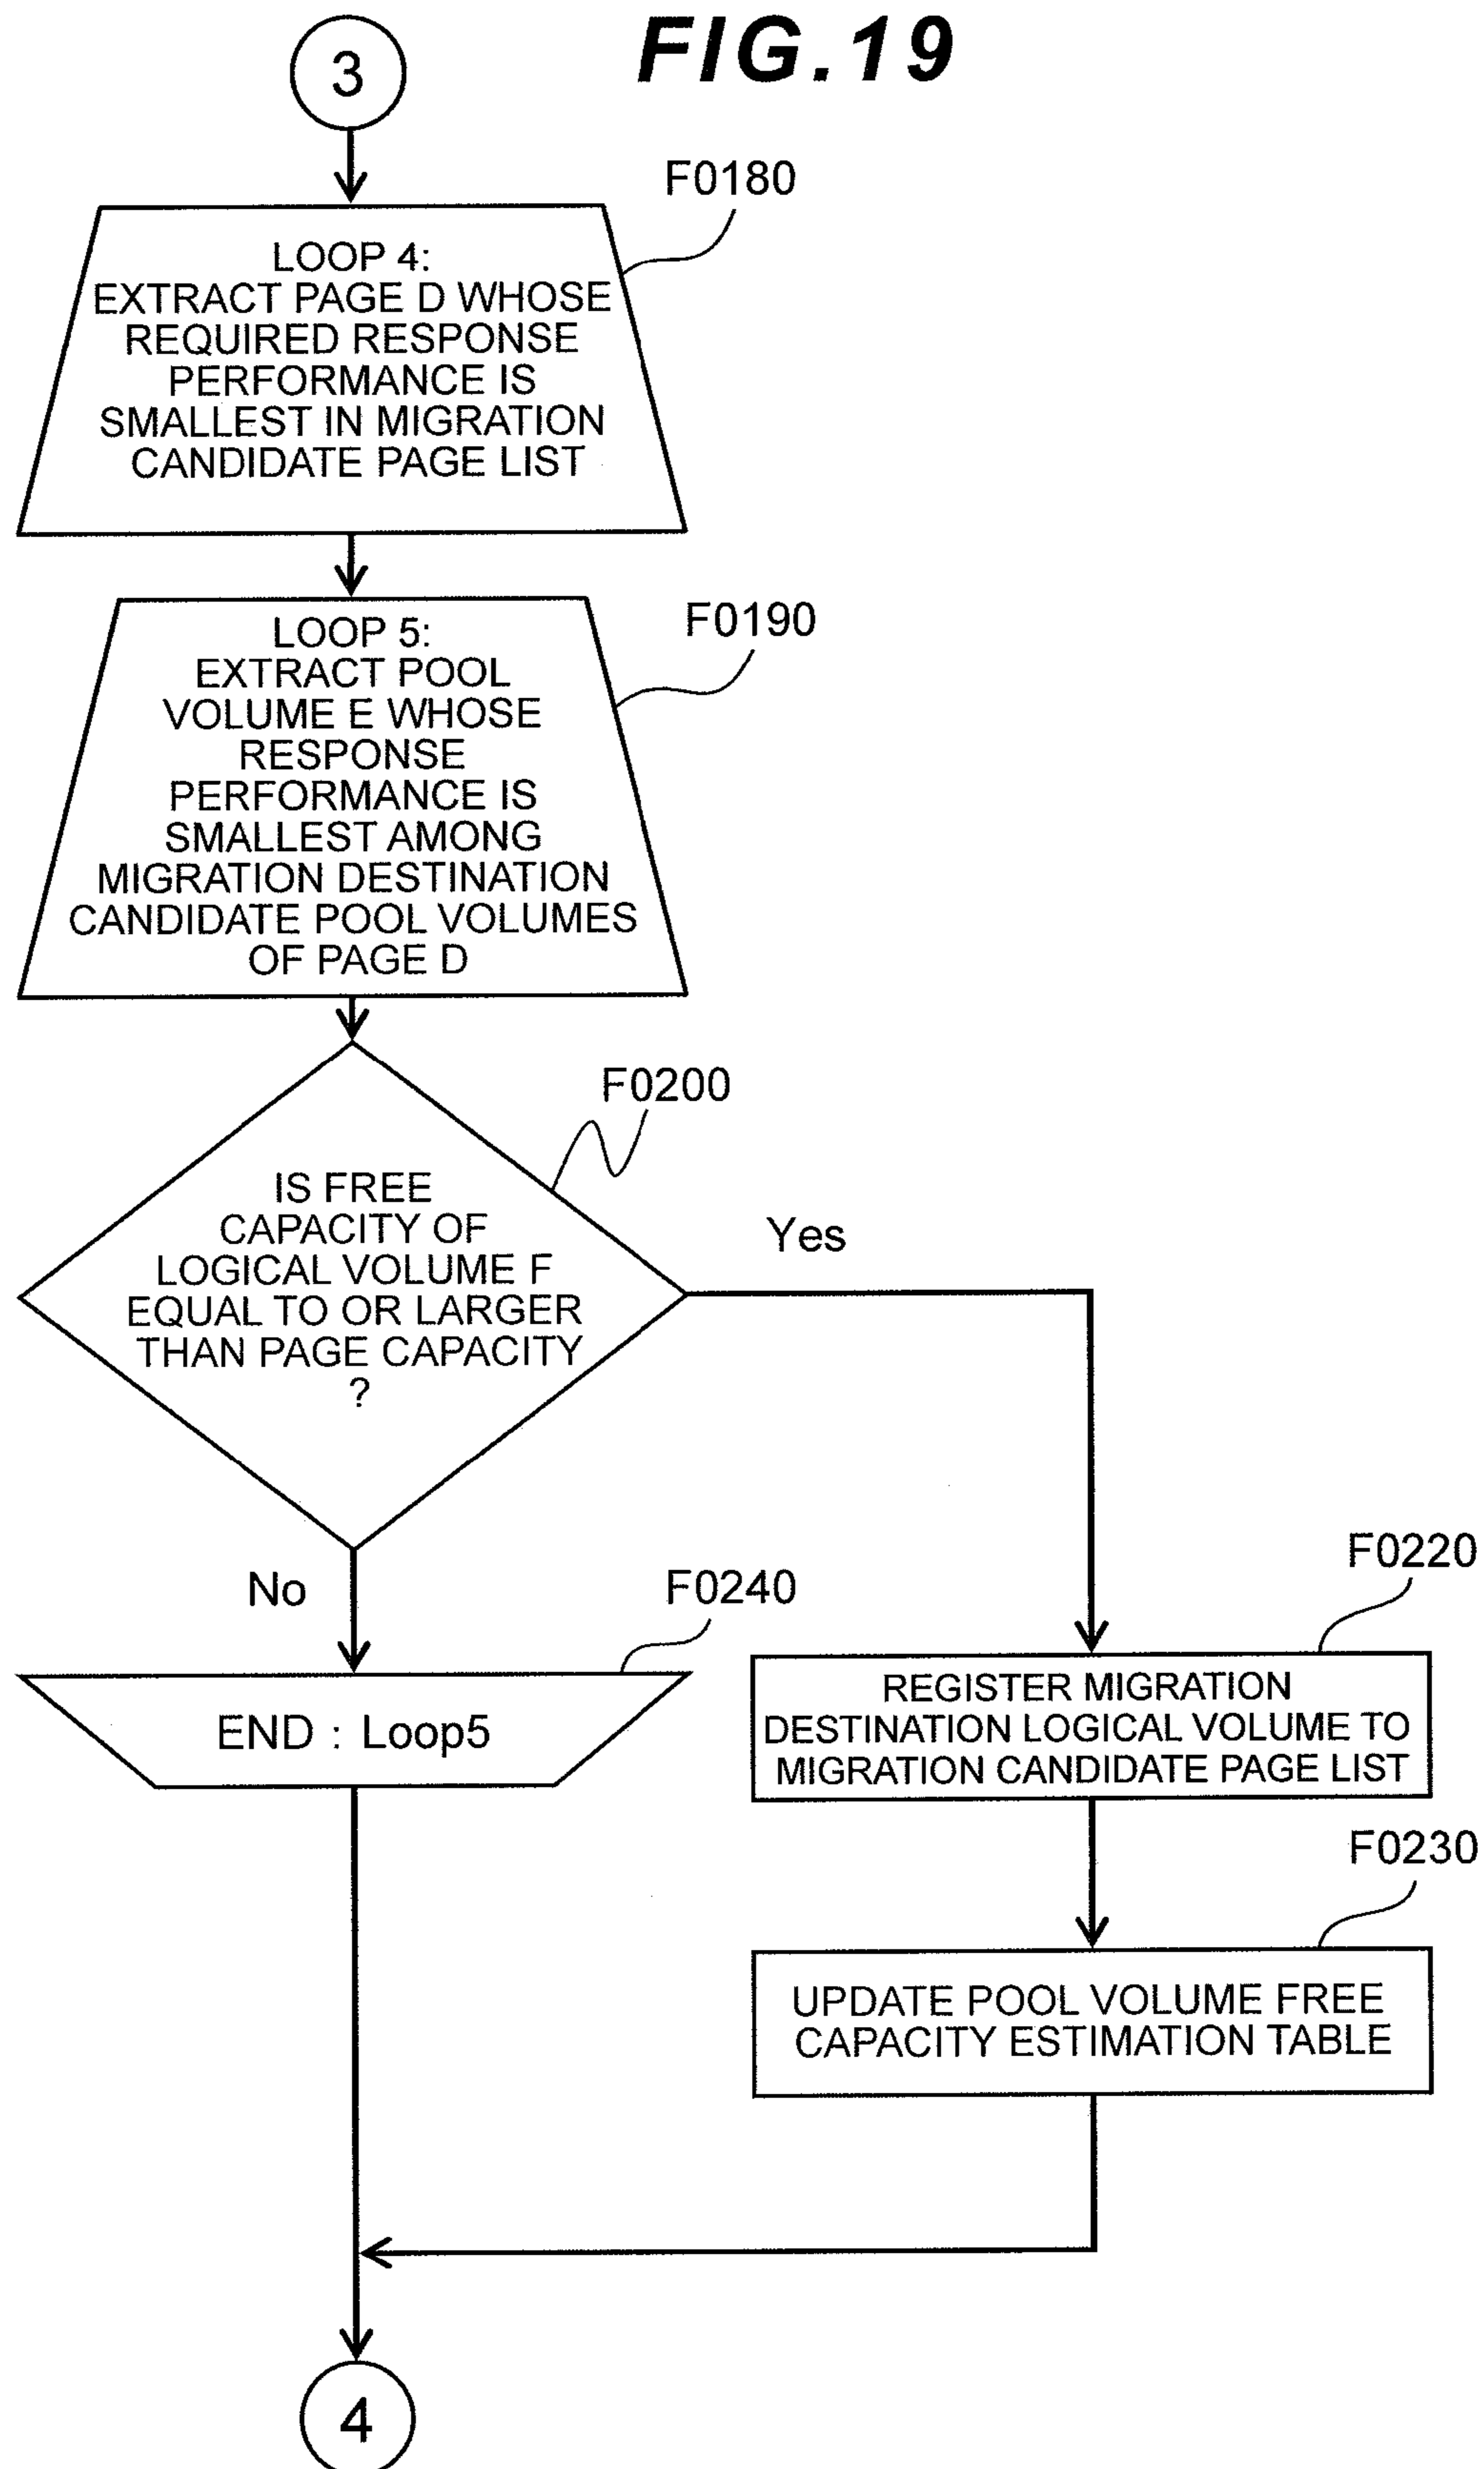 FIG.19
3
F0180
LOOP 4:
EXTRACT PAGE D WHOSE
REQUIRED RESPONSE
PERFORMANCE IS
SMALLEST IN MIGRATION
CANDIDATE PAGE LIST
F0190
LOOP 5:
EXTRACT POOL
VOLUME E WHOSE
RESPONSE
PERFORMANCE IS
SMALLEST AMONG
MIGRATION DESTINATION
CANDIDATE POOL VOLUMES
OF PAGE D
F0200
IS FREE
CAPACITY OF
LOGICAL VOLUME F
EQUAL TO OR LARGER
THAN PAGE CAPACITY
?
Yes
No
F0240
END : Loop5
F0220
REGISTER MIGRATION
DESTINATION LOGICAL VOLUME TO
MIGRATION CANDIDATE PAGE LIST
F0230
UPDATE POOL VOLUME FREE
CAPACITY ESTIMATION TABLE
4